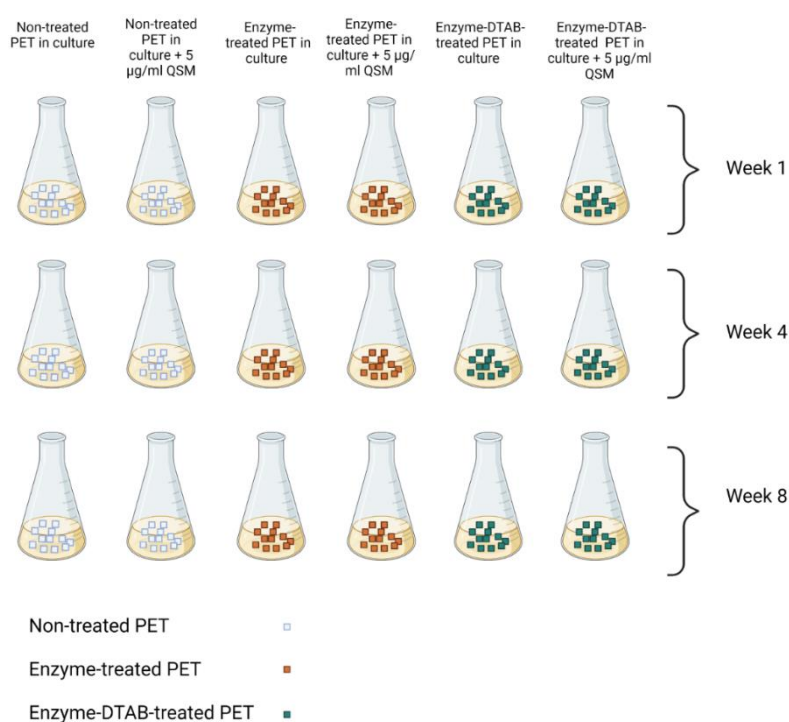 Non-treated
PET in culture
Non-treated
PET in
culture + 5
µg/ml QSM
Enzyme-
treated PET in
culture
Enzyme-
treated PET in
culture + 5 µg/
ml QSM
Enzyme-DTAB-
treated PET in
culture
Enzyme-DTAB-
treated PET in
culture + 5 µg/ml
QSM
Week 1
Week 4
Week 8
Non-treated PET
Enzyme-treated PET
Enzyme-DTAB-treated PET